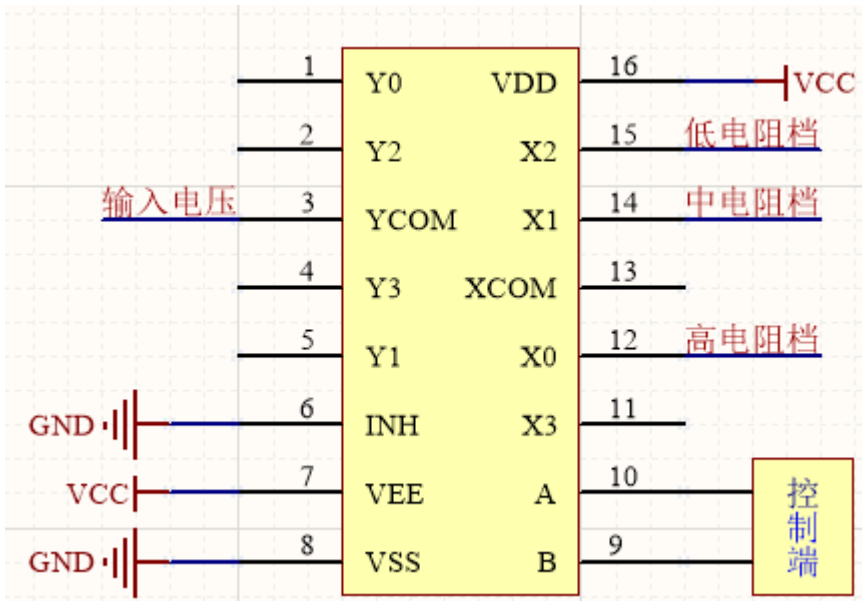 1 Y0 VDD 16 VCC
2 Y2 X2 15 低电阻档
输入电压 3 YCOM X1 14 中电阻档
4 Y3 XCOM 13
5 Y1 X0 12 高电阻档
GND 6 INH X3 11
VCC 7 VEE A 10
GND 8 VSS B 9
控制端